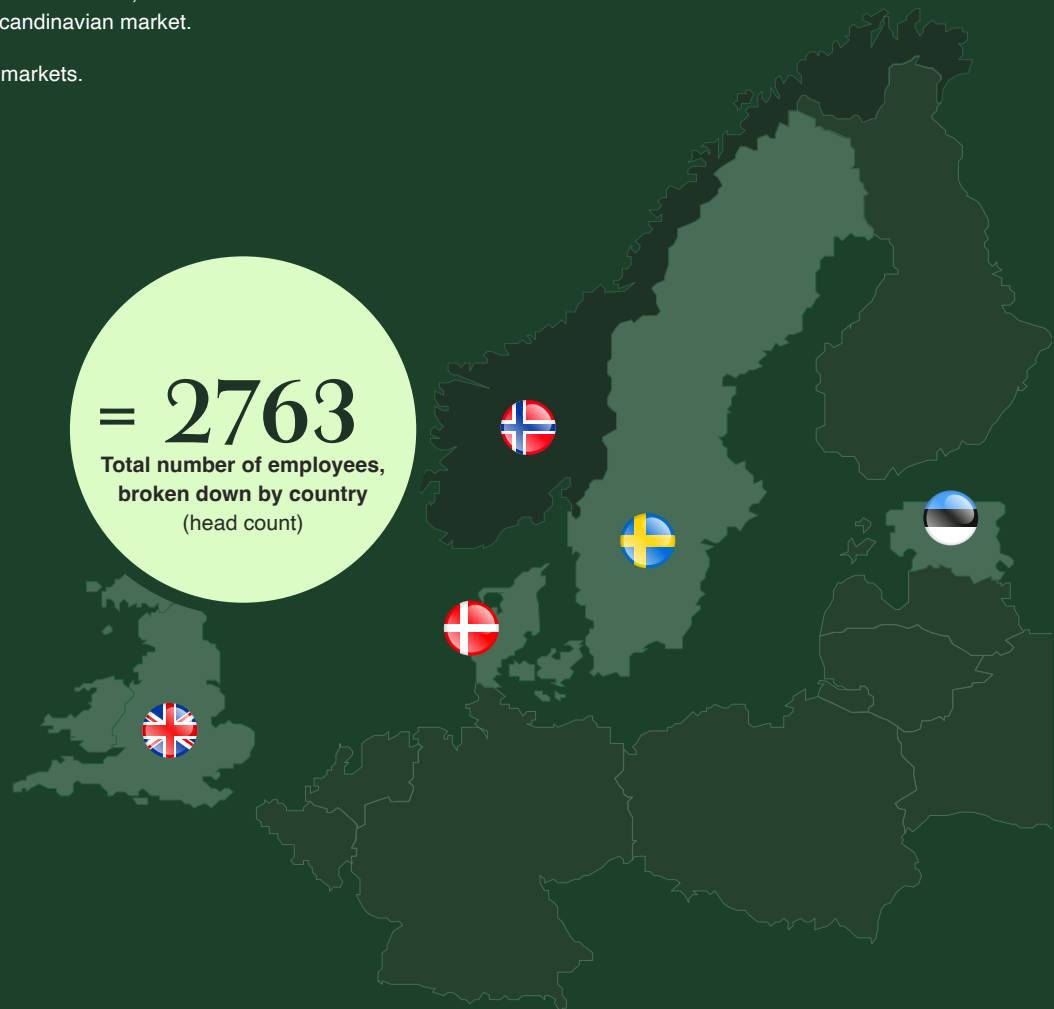 candinavian market.
markets.
= 2763
Total number of employees,
broken down by country
(head count)